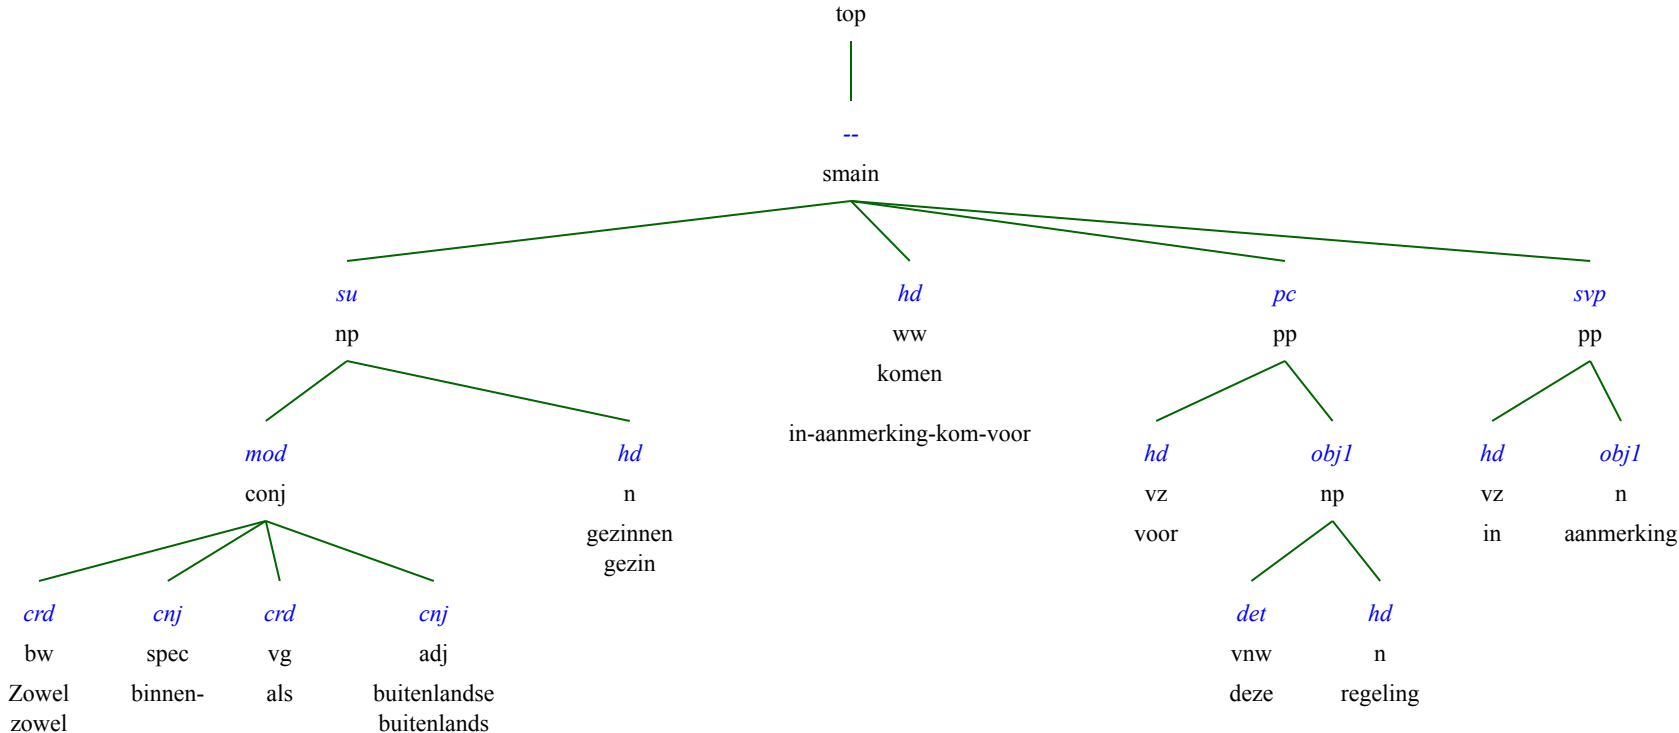 top
--
smain
su hd pc svp
np ww pp pp
komen
in-aanmerking-kom-voor
mod hd hd obj1 hd obj1
conj n vz np vz n
gezinnen voor in aanmerking
gezin
crd cnj crd cnj det hd
bw spec vg adj vnw n
Zowel binnen- als buitenlandse deze regeling
zowel buitenlands